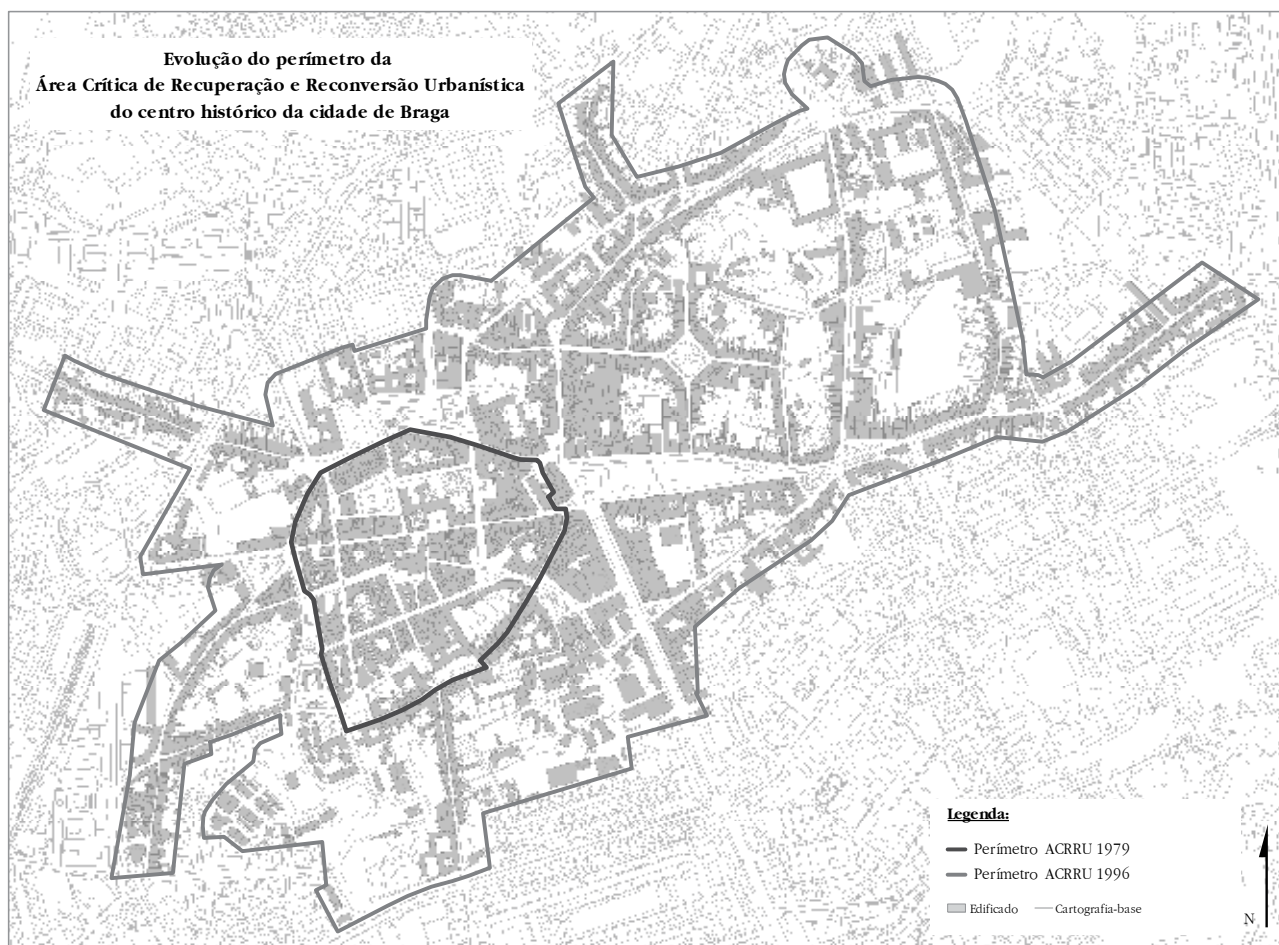 Evolução do perímetro da
Área Crítica de Recuperação e Reconversão Urbanística
do centro histórico da cidade de Braga
Legenda:
Perímetro ACRRU 1979
Perímetro ACRRU 1996
Edificado
Cartografia-base
N